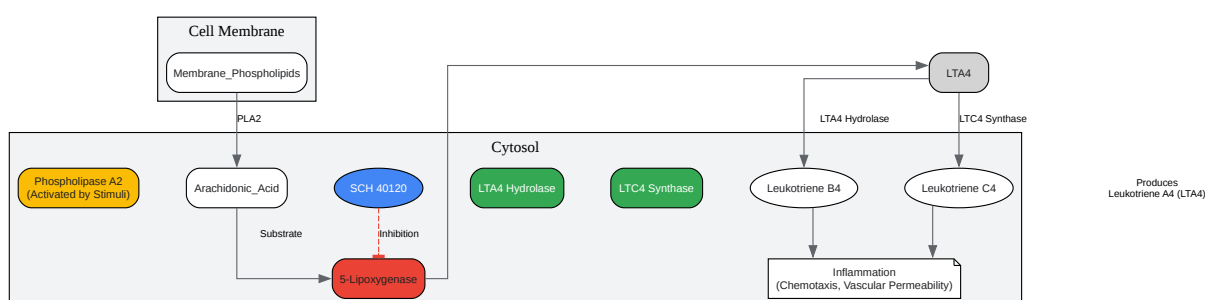 Cell Membrane
Membrane_Phospholipids
LTA4
PLA2
LTA4 Hydrolase
LTC4 Synthase
Cytosol
Phospholipase A2
(Activated by Stimuli)
Arachidonic_Acid
SCH 40120
LTA4 Hydrolase
LTC4 Synthase
Leukotriene B4
Leukotriene C4
Produces
Leukotriene A4 (LTA4)
Substrate
Inhibition
5-Lipoxygenase
Inflammation
(Chemotaxis, Vascular Permeability)